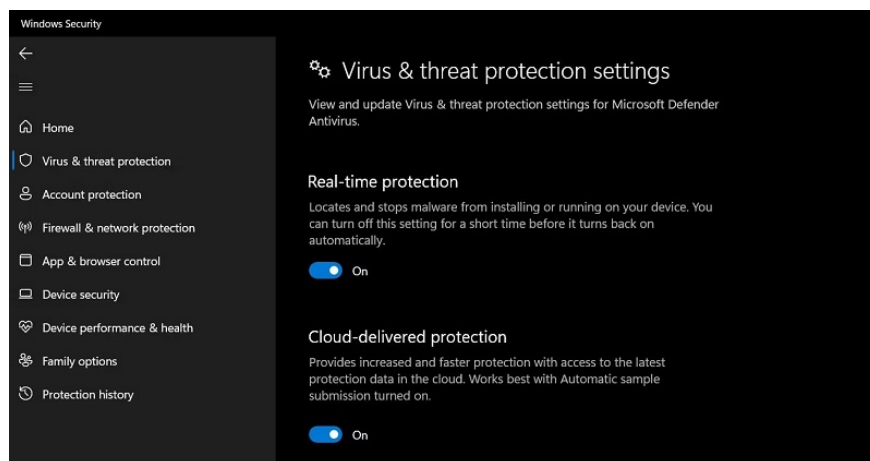 Windows Security
Home
Virus & threat protection
Account protection
Firewall & network protection
App & browser control
Device security
Device performance & health
Family options
Protection history
Virus & threat protection settings
View and update Virus & threat protection settings for Microsoft Defender
Antivirus.
Real-time protection
Locates and stops malware from installing or running on your device. You
can turn off this setting for a short time before it turns back on
automatically.
On
Cloud-delivered protection
Provides increased and faster protection with access to the latest
protection data in the cloud. Works best with Automatic sample
submission turned on.
On